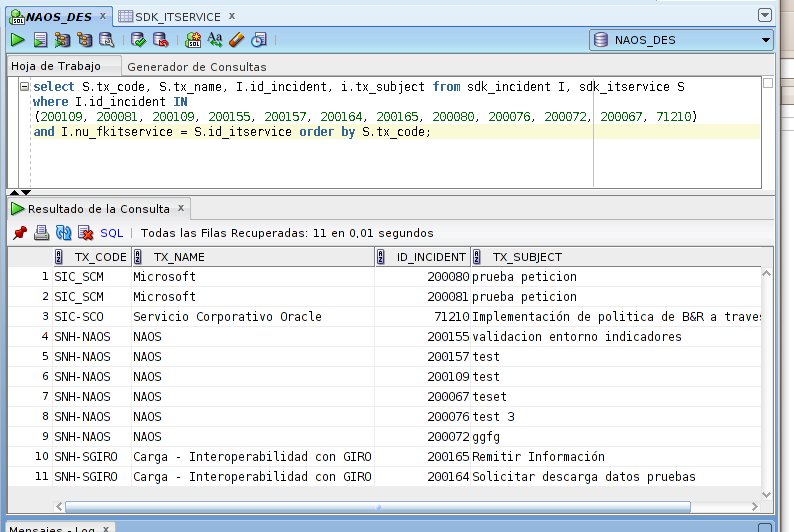 NAOS_DES x SDK_ITSERVICE x
SQL Aa NAOS_DES
Hoja de Trabajo Generador de Consultas
select S.tx_code, S.tx_name, I.id_incident, i.tx_subject from sdk_incident I, sdk_itservice S
where I.id_incident IN
(200109, 200081, 200109, 200155, 200157, 200164, 200165, 200080, 200076, 200072, 200067, 71210)
and I.nu_fkitservice = S.id_itservice order by S.tx_code;
Resultado de la Consulta x
SQL | Todas las Filas Recuperadas: 11 en 0,01 segundos
TX_CODE TX_NAME ID_INCIDENT TX_SUBJECT
1 SIC_SCM Microsoft 200080 prueba peticion
2 SIC_SCM Microsoft 200081 prueba peticion
3 SIC-SCO Servicio Corporativo Oracle 71210 Implementación de politica de B&R a traves
4 SNH-NAOS NAOS 200155 validacion entorno indicadores
5 SNH-NAOS NAOS 200157 test
6 SNH-NAOS NAOS 200109 test
7 SNH-NAOS NAOS 200067 teset
8 SNH-NAOS NAOS 200076 test 3
9 SNH-NAOS NAOS 200072 ggfg
10 SNH-SGIRO Carga - Interoperabilidad con GIRO 200165 Remitir Información
11 SNH-SGIRO Carga - Interoperabilidad con GIRO 200164 Solicitar descarga datos pruebas
Mensajes - Log x